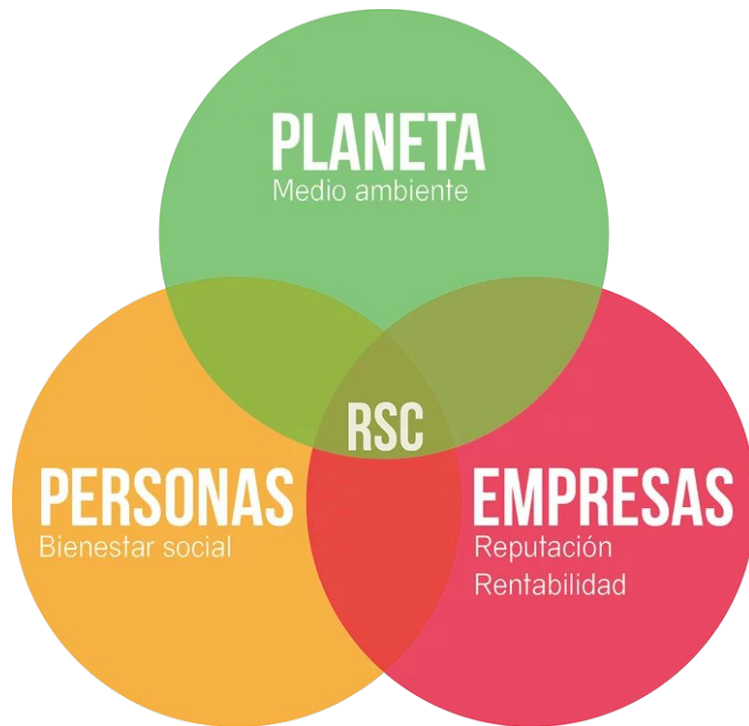 PLANETA
Medio ambiente
RSC
PERSONAS
Bienestar social
EMPRESAS
Reputación
Rentabilidad